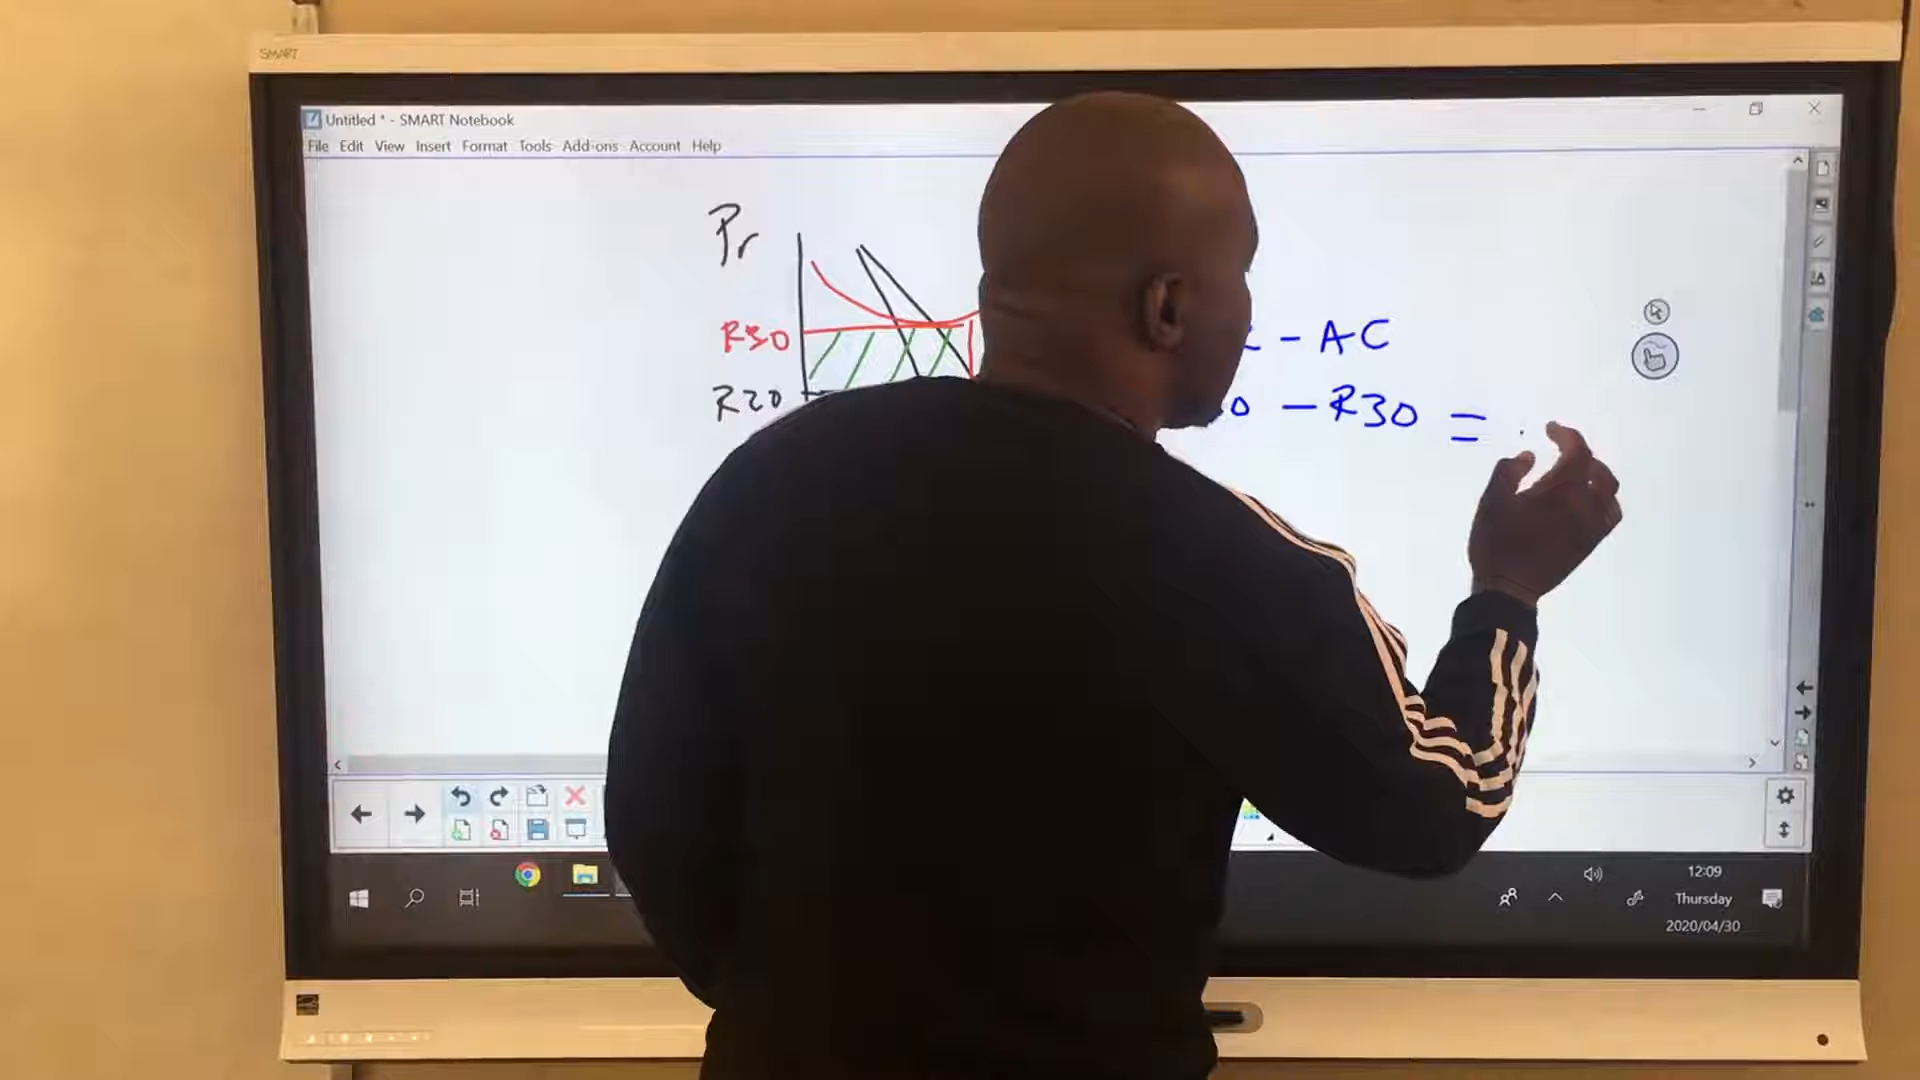 SMART
Untitled * - SMART Notebook
File Edit View Insert Format Tools Add-ons Account Help
Pr
R30
R20
- AC
0 - R30 =
12:09
Thursday
2020/04/30